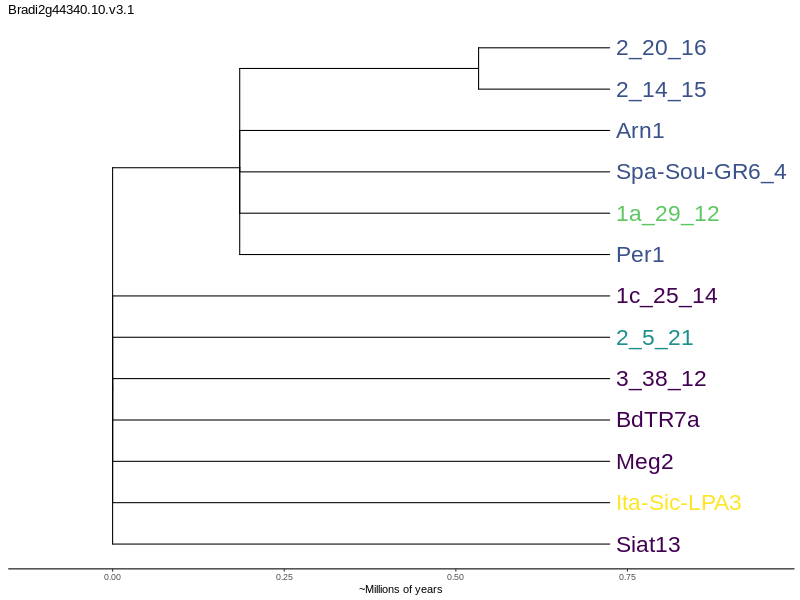 Bradi2g44340.10.v3.1
2_20_16
2_14_15
Arn1
Spa-Sou-GR6_4
1a_29_12
Per1
1c_25_14
2_5_21
3_38_12
BdTR7a
Meg2
Ita-Sic-LPA3
Siat13
0.00 0.25 0.50 0.75
~Millions of years